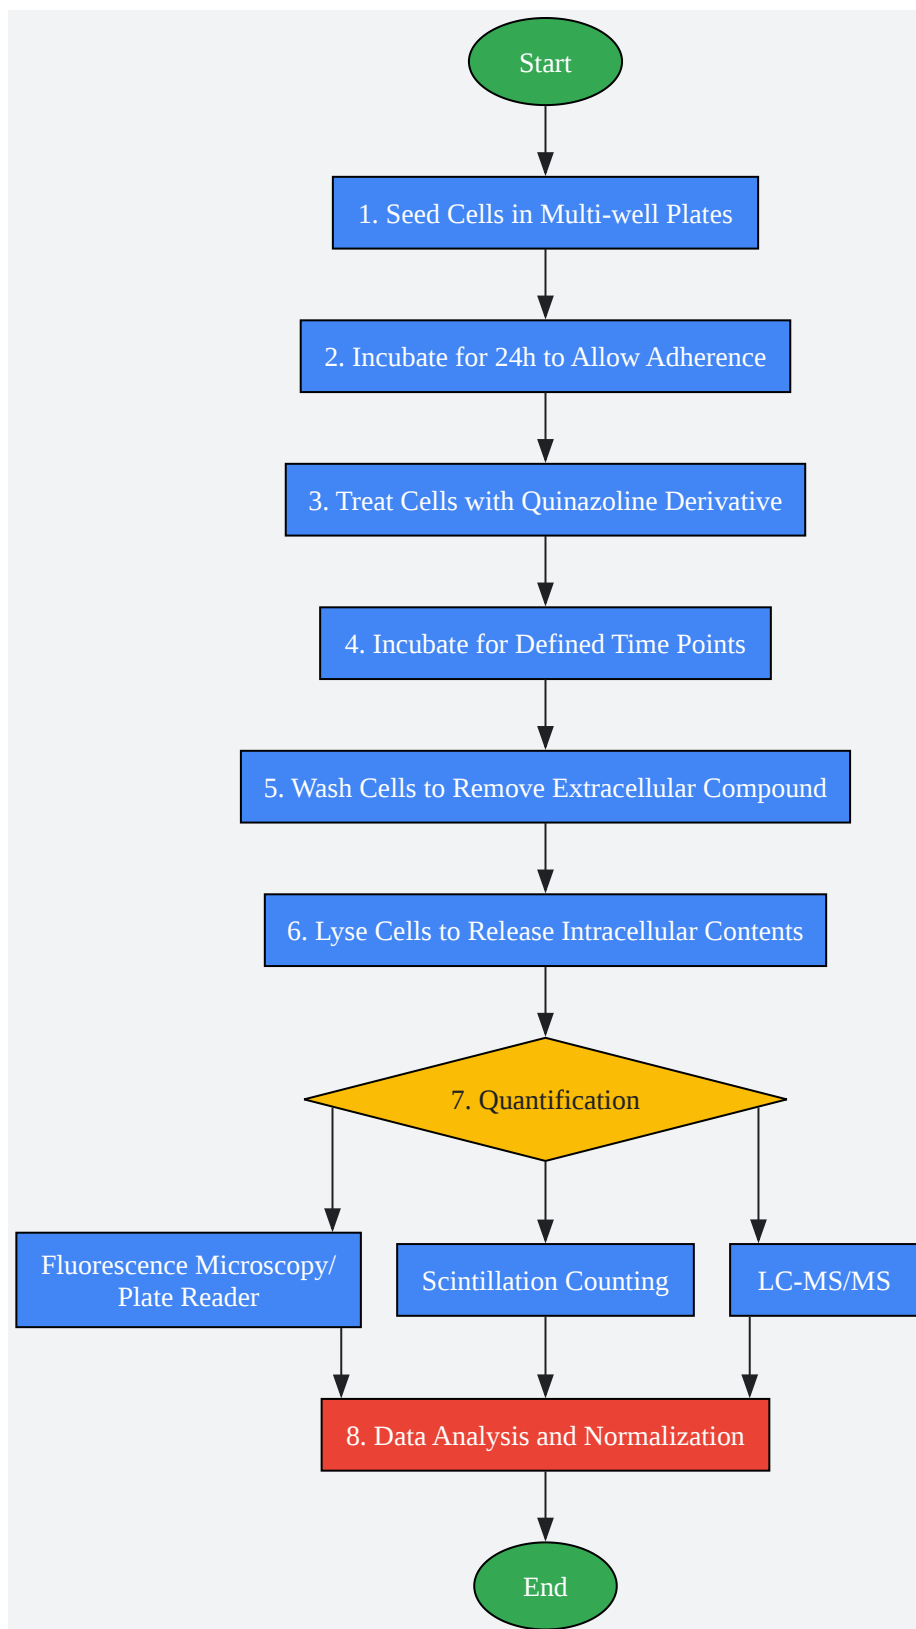 Start
1. Seed Cells in Multi-well Plates
2. Incubate for 24h to Allow Adherence
3. Treat Cells with Quinazoline Derivative
4. Incubate for Defined Time Points
5. Wash Cells to Remove Extracellular Compound
6. Lyse Cells to Release Intracellular Contents
7. Quantification
Fluorescence Microscopy/
Plate Reader
Scintillation Counting
LC-MS/MS
8. Data Analysis and Normalization
End